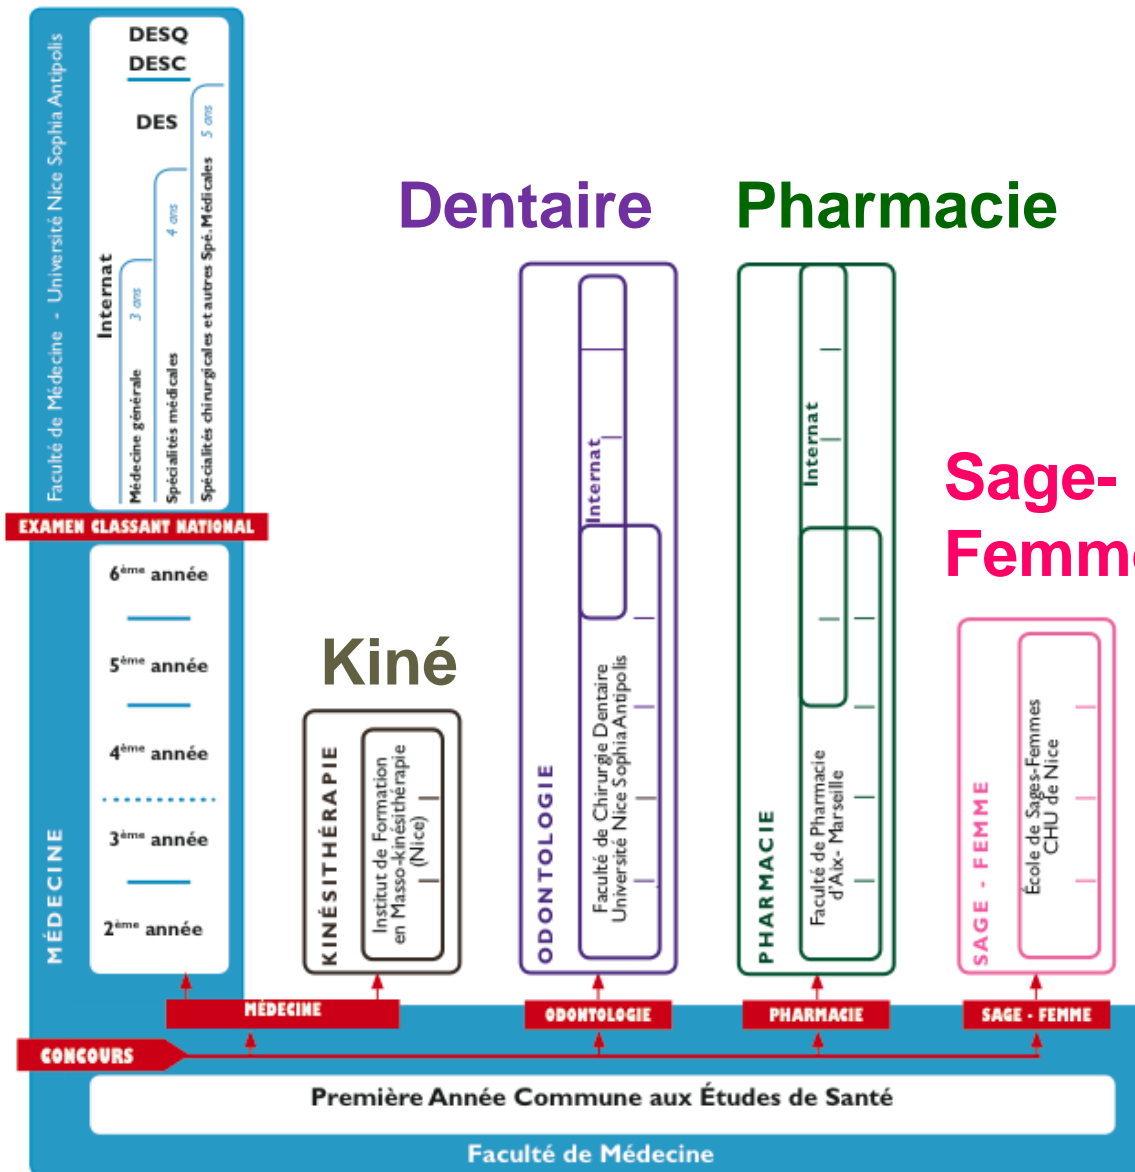 DESQ
DESC
DES
Internat
3 ans
4 ans
5 ans
Médecine générale
Spécialités médicales
Spécialités chirurgicales et autres Spé. Médicales
Faculté de Médecine - Université Nice Sophia Antipolis
EXAMEN CLASSANT NATIONAL
6ème année
5ème année
4ème année
3ème année
2ème année
MÉDECINE
Kiné
KINÉSITHÉRAPIE
Institut de Formation
en Masso-kinésithérapie
(Nice)
Dentaire
Internat
ODONTOLOGIE
Faculté de Chirurgie Dentaire
Université Nice Sophia Antipolis
Pharmacie
Internat
PHARMACIE
Faculté de Pharmacie
d'Aix- Marseille
Sage-
Femme
SAGE - FEMME
École de Sages-Femmes
CHU de Nice
MÉDECINE
ODONTOLOGIE
PHARMACIE
SAGE - FEMME
CONCOURS
Première Année Commune aux Études de Santé
Faculté de Médecine